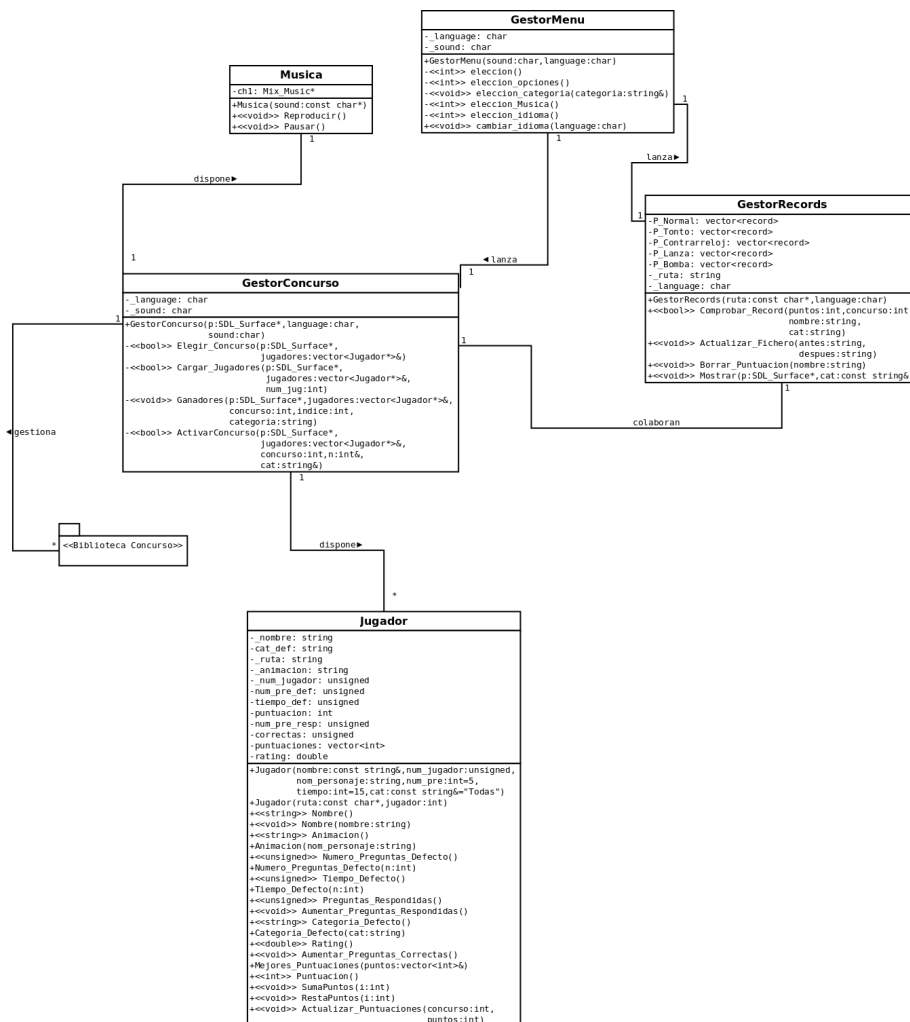 GestorMenu
-_language: char
-_sound: char
+GestorMenu(sound:char,language:char)
-<<int>> eleccion()
-<<int>> eleccion_opciones()
-<<void>> eleccion_categoria(categoria:string&)
-<<int>> eleccion_Musica()
-<<int>> eleccion_idioma()
+<<void>> cambiar_idioma(language:char)
1
1
Musica
-ch1: Mix_Music*
+Musica(sound:const char*)
+<<void>> Reproducir()
+<<void>> Pausar()
1
dispone►
1
lanza►
1
◄lanza
1
GestorRecords
-P_Normal: vector<record>
-P_Tonto: vector<record>
-P_Contrarreloj: vector<record>
-P_Lanza: vector<record>
-P_Bomba: vector<record>
-_ruta: string
-_language: char
+GestorRecords(ruta:const char*,language:char)
+<<bool>> Comprobar_Record(puntos:int,concurso:int
nombre:string,
cat:string)
+<<void>> Actualizar_Fichero(antes:string,
despues:string)
+<<void>> Borrar_Puntuacion(nombre:string)
+<<void>> Mostrar(p:SDL_Surface*,cat:const string&
1
GestorConcurso
-_language: char
-_sound: char
+GestorConcurso(p:SDL_Surface*,language:char,
sound:char)
-<<bool>> Elegir_Concurso(p:SDL_Surface*,
jugadores:vector<Jugador*>&)
-<<bool>> Cargar_Jugadores(p:SDL_Surface*,
jugadores:vector<Jugador*>&,
num_jug:int)
-<<void>> Ganadores(p:SDL_Surface*,jugadores:vector<Jugador*>&,
concurso:int,indice:int,
categoria:string)
-<<bool>> ActivarConcurso(p:SDL_Surface*,
jugadores:vector<Jugador*>&,
concurso:int,n:int&,
cat:string&)
1
1
1
colaboran
◄gestiona
*
<<Biblioteca Concurso>>
dispone►
*
Jugador
-_nombre: string
-cat_def: string
-_ruta: string
-_animacion: string
-_num_jugador: unsigned
-num_pre_def: unsigned
-tiempo_def: unsigned
-puntuacion: int
-num_pre_resp: unsigned
-correctas: unsigned
-puntuaciones: vector<int>
-rating: double
+Jugador(nombre:const string&,num_jugador:unsigned,
nom_personaje:string,num_pre:int=5,
tiempo:int=15,cat:const string&="Todas")
+Jugador(ruta:const char*,jugador:int)
+<<string>> Nombre()
+<<void>> Nombre(nombre:string)
+<<string>> Animacion()
+Animacion(nom_personaje:string)
+<<unsigned>> Numero_Preguntas_Defecto()
+Numero_Preguntas_Defecto(n:int)
+<<unsigned>> Tiempo_Defecto()
+Tiempo_Defecto(n:int)
+<<unsigned>> Preguntas_Respondidas()
+<<void>> Aumentar_Preguntas_Respondidas()
+<<string>> Categoria_Defecto()
+Categoria_Defecto(cat:string)
+<<double>> Rating()
+<<void>> Aumentar_Preguntas_Correctas()
+Mejores_Puntuaciones(puntos:vector<int>&)
+<<int>> Puntuacion()
+<<void>> SumaPuntos(i:int)
+<<void>> RestaPuntos(i:int)
+<<void>> Actualizar_Puntuaciones(concurso:int,
puntos:int)